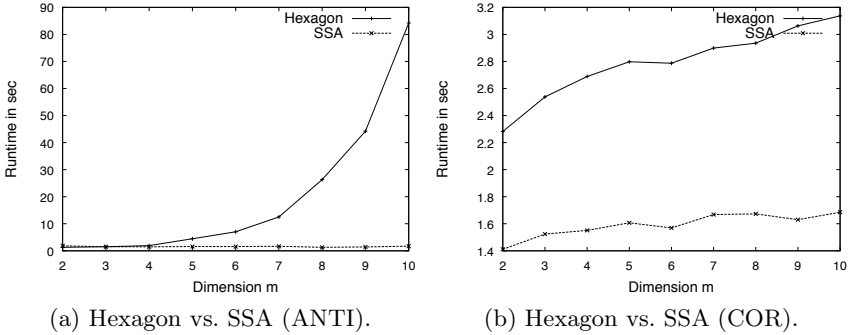 90
80
70
60
50
40
30
20
10
0
Runtime in sec
Hexagon
SSA
2 3 4 5 6 7 8 9 10
Dimension m
(a) Hexagon vs. SSA (ANTI).
3.2
3
2.8
2.6
2.4
2.2
2
1.8
1.6
1.4
Runtime in sec
Hexagon
SSA
2 3 4 5 6 7 8 9 10
Dimension m
(b) Hexagon vs. SSA (COR).